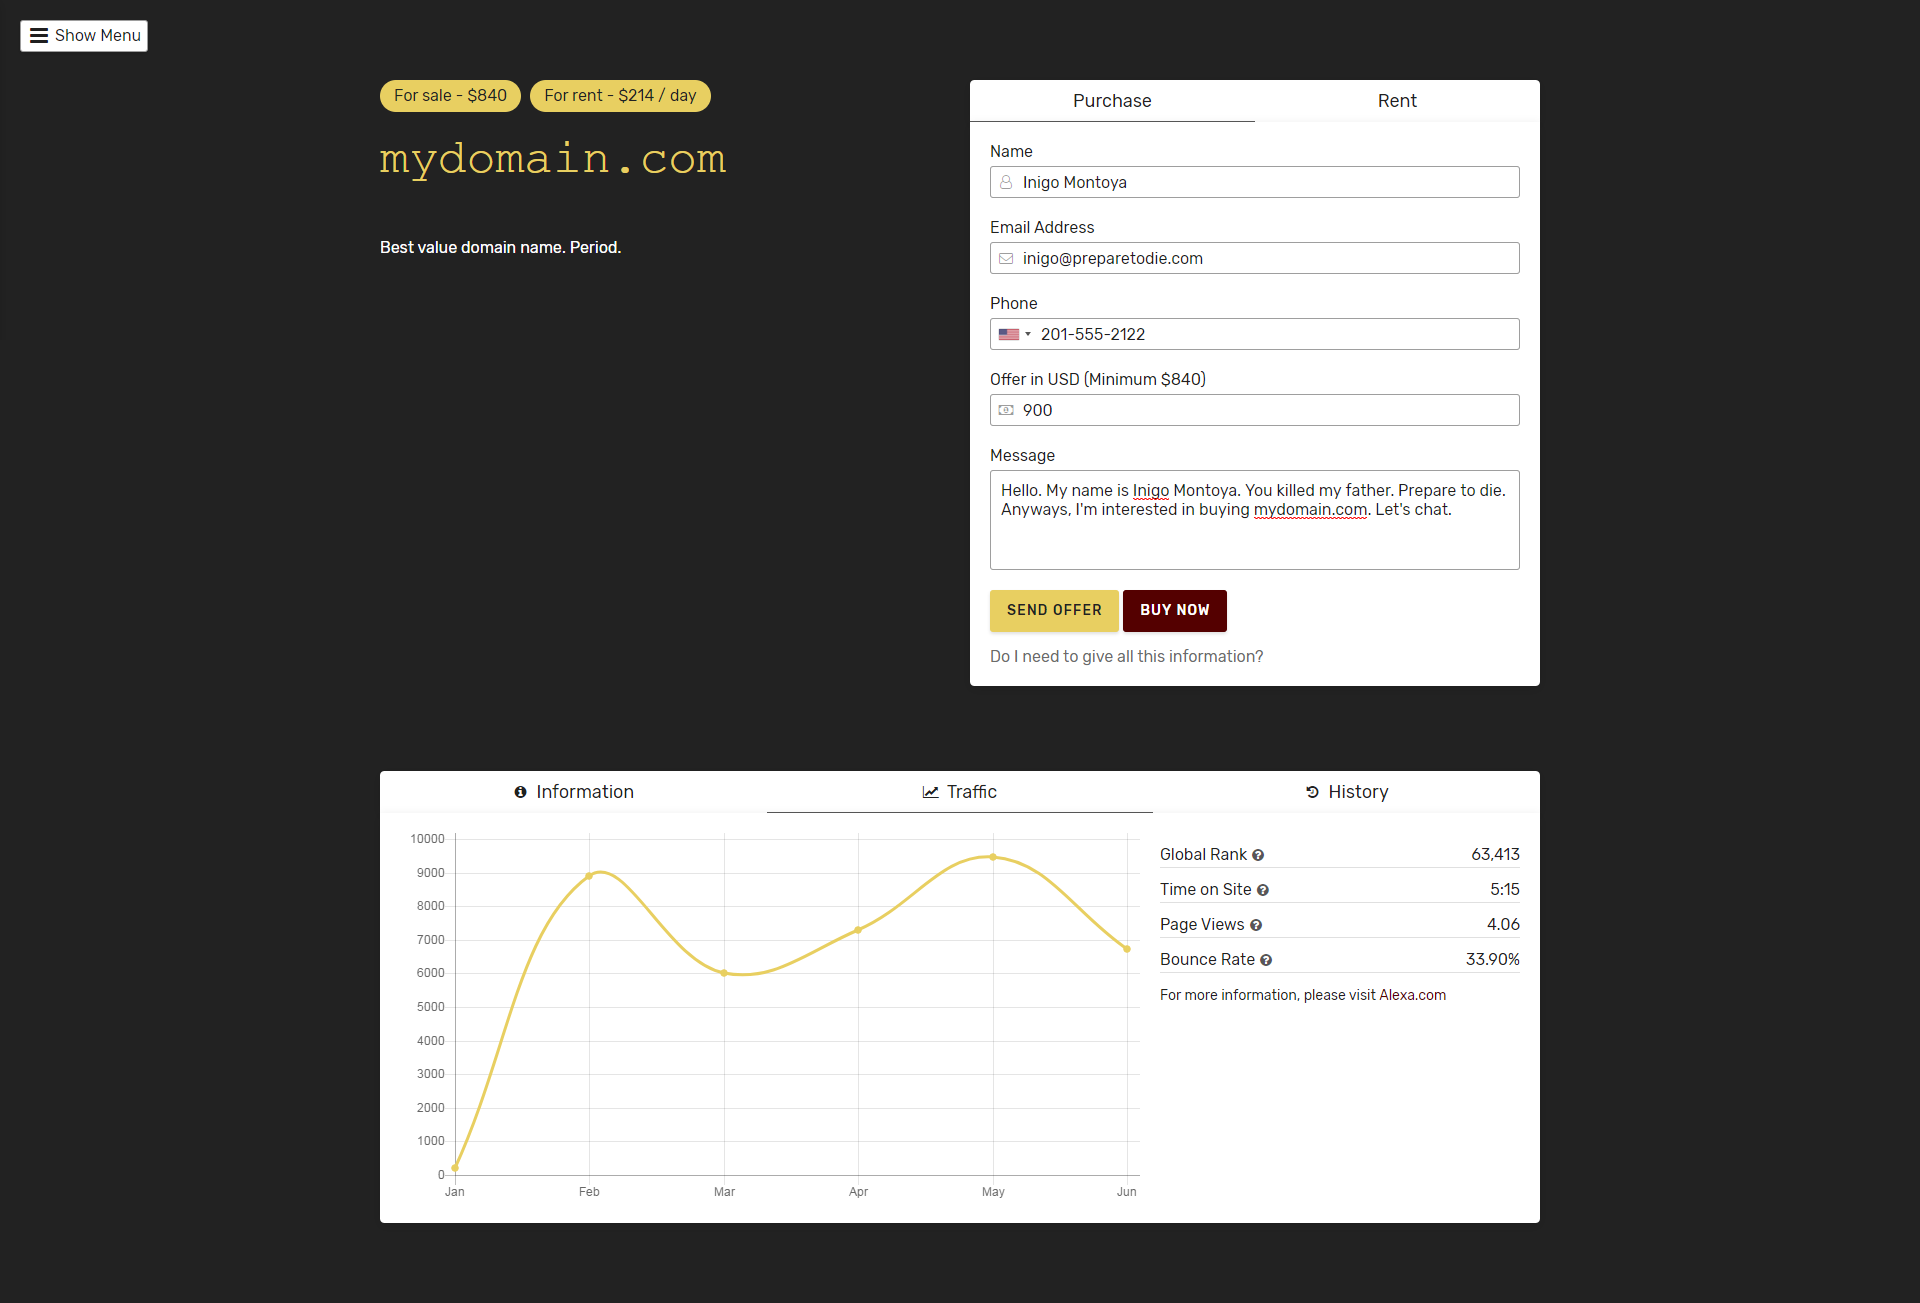 Show Menu
For sale - $840
For rent - $214 / day
mydomain.com
Best value domain name. Period.
Purchase
Rent
Name
Inigo Montoya
Email Address
inigo@preparetodie.com
Phone
201-555-2122
Offer in USD (Minimum $840)
900
Message
Hello. My name is Inigo Montoya. You killed my father. Prepare to die.
Anyways, I'm interested in buying mydomain.com. Let's chat.
SEND OFFER
BUY NOW
Do I need to give all this information?
Information
Traffic
History
10000
9000
8000
7000
6000
5000
4000
3000
2000
1000
0
Jan
Feb
Mar
Apr
May
Jun
Global Rank
63,413
Time on Site
5:15
Page Views
4.06
Bounce Rate
33.90%
For more information, please visit Alexa.com